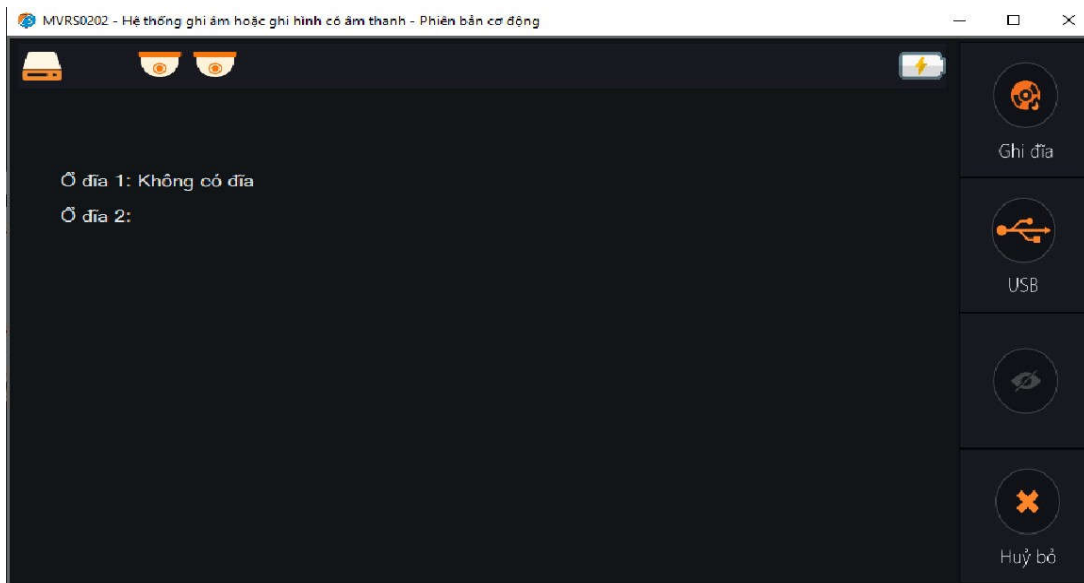 MVRS0202 - Hệ thống ghi âm hoặc ghi hình có âm thanh - Phiên bản cơ động
Ổ đĩa 1: Không có đĩa
Ổ đĩa 2:
Ghi đĩa
USB
Huỷ bỏ